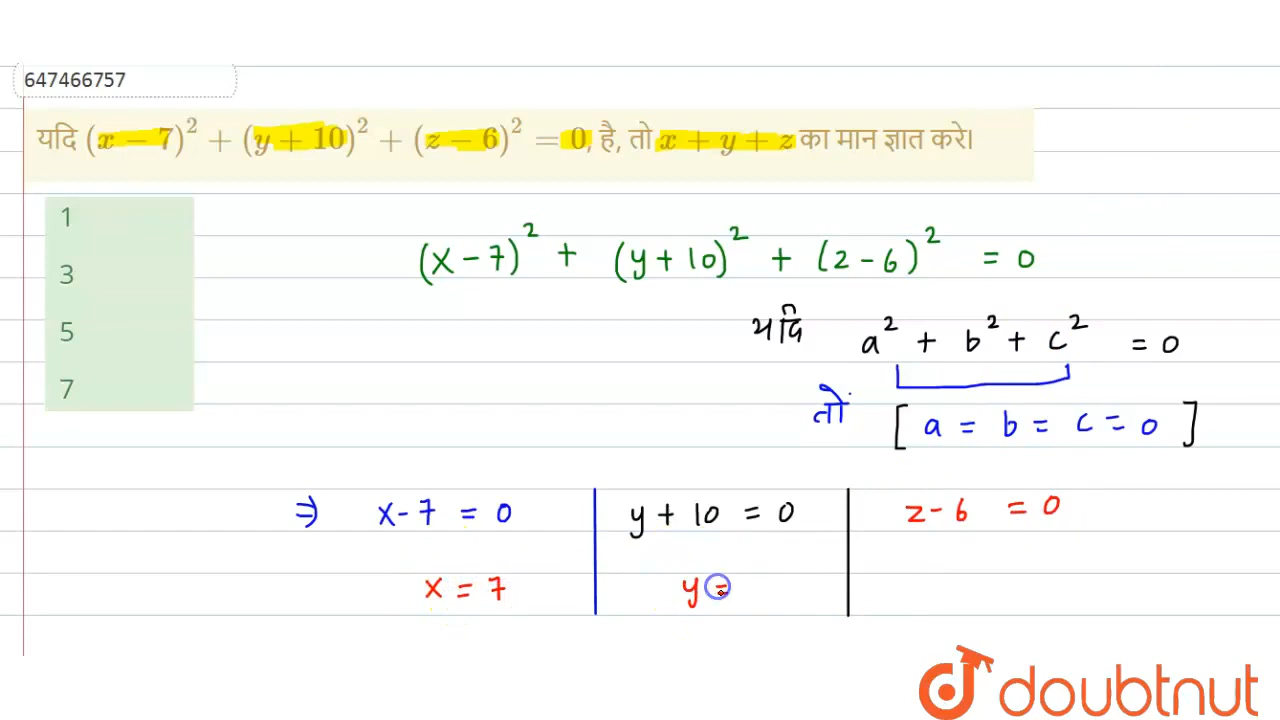 647466757
यदि (x − 7)² + (y + 10)² + (z − 6)² = 0, है, तो x + y + z का मान ज्ञात करे।
1
3
5
7
(x-7)² + (y+10)² + (z-6)² = 0
यदि a² + b² + c² = 0
तो [a = b = c = 0]
⇒ x-7 = 0 | y + 10 = 0 | z-6 = 0
x = 7 | y =
doubtnut